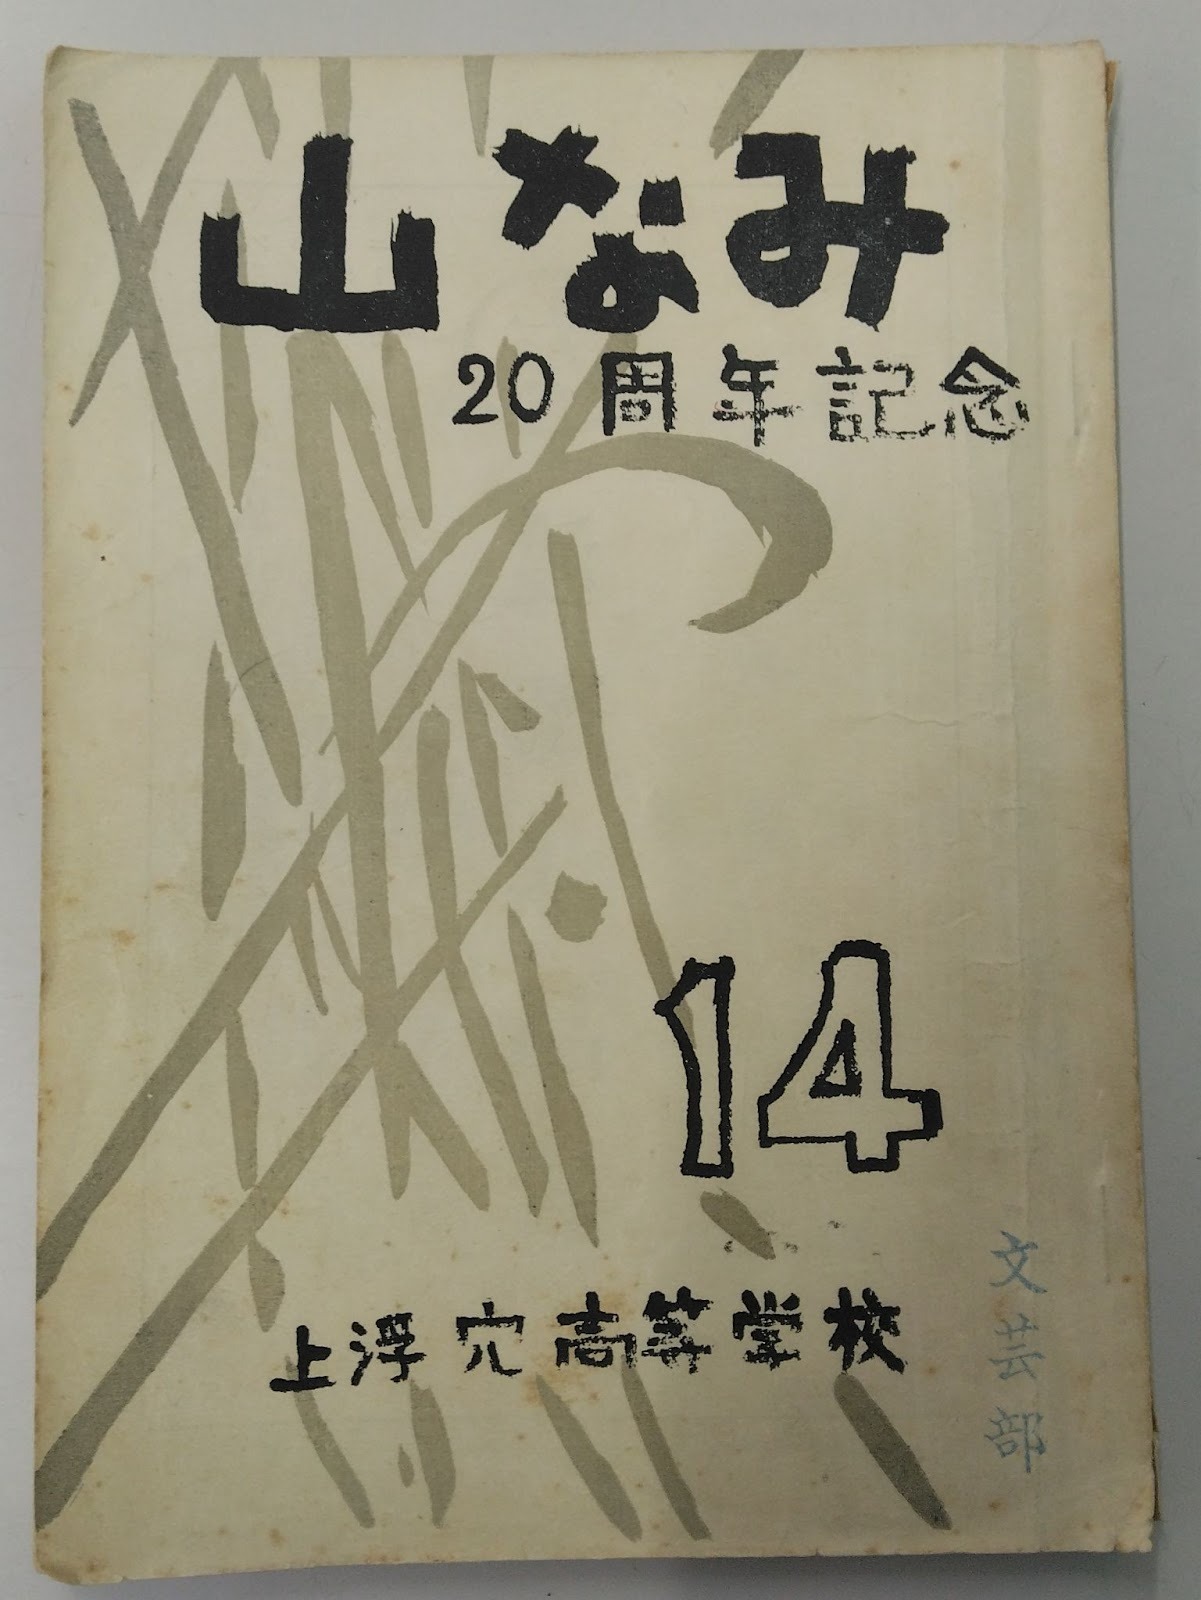 山なみ
20周年記念
14
上浮穴高等学校
文芸部